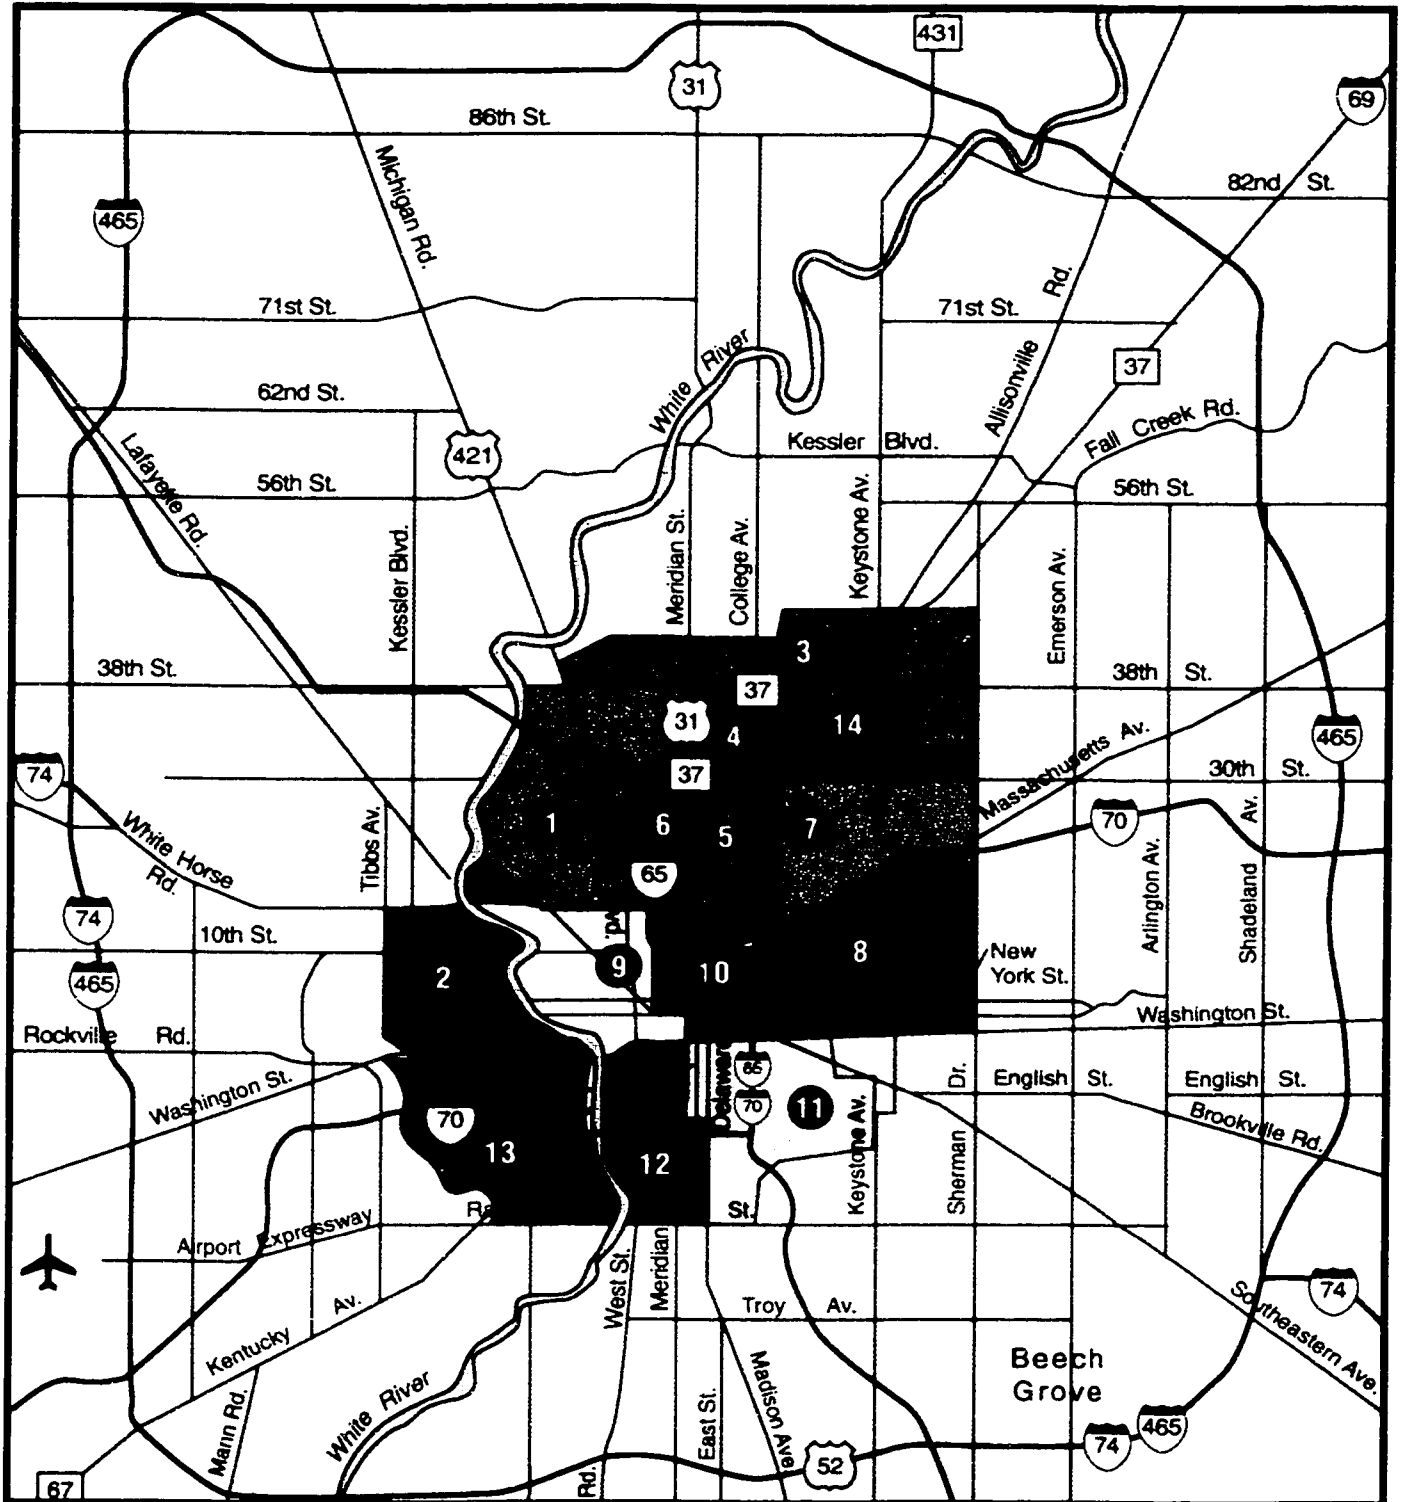 431
31
69
86th St.
Michigan Rd.
82nd St.
465
Rd.
71st St.
71st St.
White River
37
Allisonville
62nd St.
Fall Creek Rd.
Lafayette Rd.
421
Kessler Blvd.
56th St.
56th St.
Kessler Blvd.
Meridian St.
College Av.
Keystone Av.
Emerson Av.
3
38th St.
38th St.
37
31
4
14
Massachusetts Av.
465
74
37
30th St.
White Horse
Rd.
Tibbs Av.
1
6
5
7
70
Av.
65
Arlington Av.
Shadeland
74
10th St.
9
8
New
York St.
465
2
10
Rockville Rd.
Washington St.
Washington St.
Delaware
65
70
11
Dr.
English St.
English St.
Brookville Rd.
70
13
12
Keystone Av.
Sherman
Ra
St.
Airport Expressway
West St.
Meridian
Av.
Troy Av.
Southeastern Ave.
74
Kentucky
Beech
Grove
Madison Ave
White River
Mann Rd.
East St.
465
74
52
67
Rd.